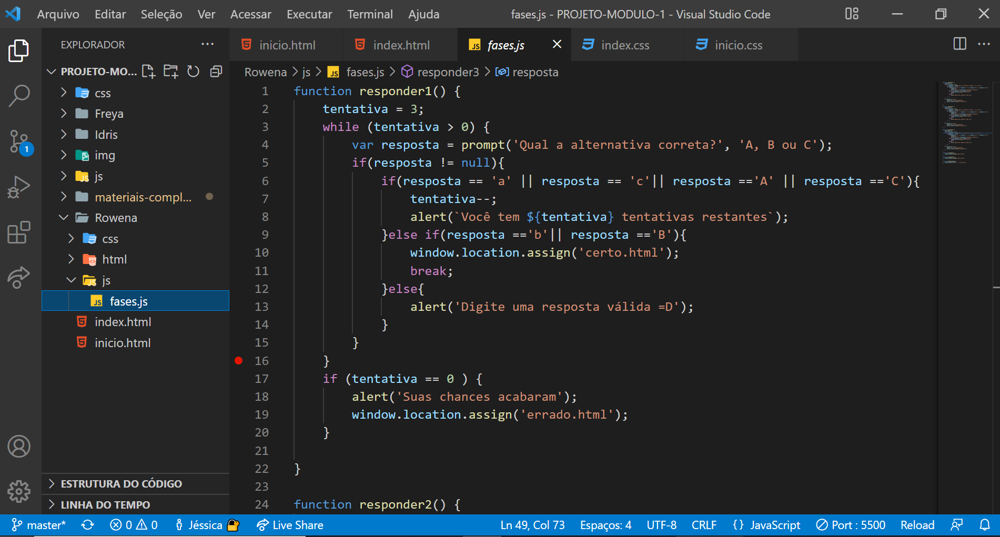 Arquivo Editar Seleção Ver Acessar Executar Terminal Ajuda fases.js - PROJETO-MODULO-1 - Visual Studio Code
EXPLORADOR
inicio.html index.html fases.js index.css inicio.css
PROJETO-MO...
Rowena > js > JS fases.js > responder3 > resposta
css
Freya
Idris
img
js
materiais-compl...
Rowena
css
html
js
JS fases.js
index.html
inicio.html
ESTRUTURA DO CÓDIGO
LINHA DO TEMPO
1
1 function responder1() {
2 tentativa = 3;
3 while (tentativa > 0) {
4 var resposta = prompt('Qual a alternativa correta?', 'A, B ou C');
5 if(resposta != null){
6 if(resposta == 'a' || resposta == 'c'|| resposta =='A' || resposta =='C'){
7 tentativa--;
8 alert(`Você tem ${tentativa} tentativas restantes`);
9 }else if(resposta =='b'|| resposta =='B'){
10 window.location.assign('certo.html');
11 break;
12 }else{
13 alert('Digite uma resposta válida =D');
14 }
15 }
16 }
17 if (tentativa == 0 ) {
18 alert('Suas chances acabaram');
19 window.location.assign('errado.html');
20 }
21
22 }
23
24 function responder2() {
master* 0 0 Jéssica Live Share Ln 49, Col 73 Espaços: 4 UTF-8 CRLF {} JavaScript Port : 5500 Reload